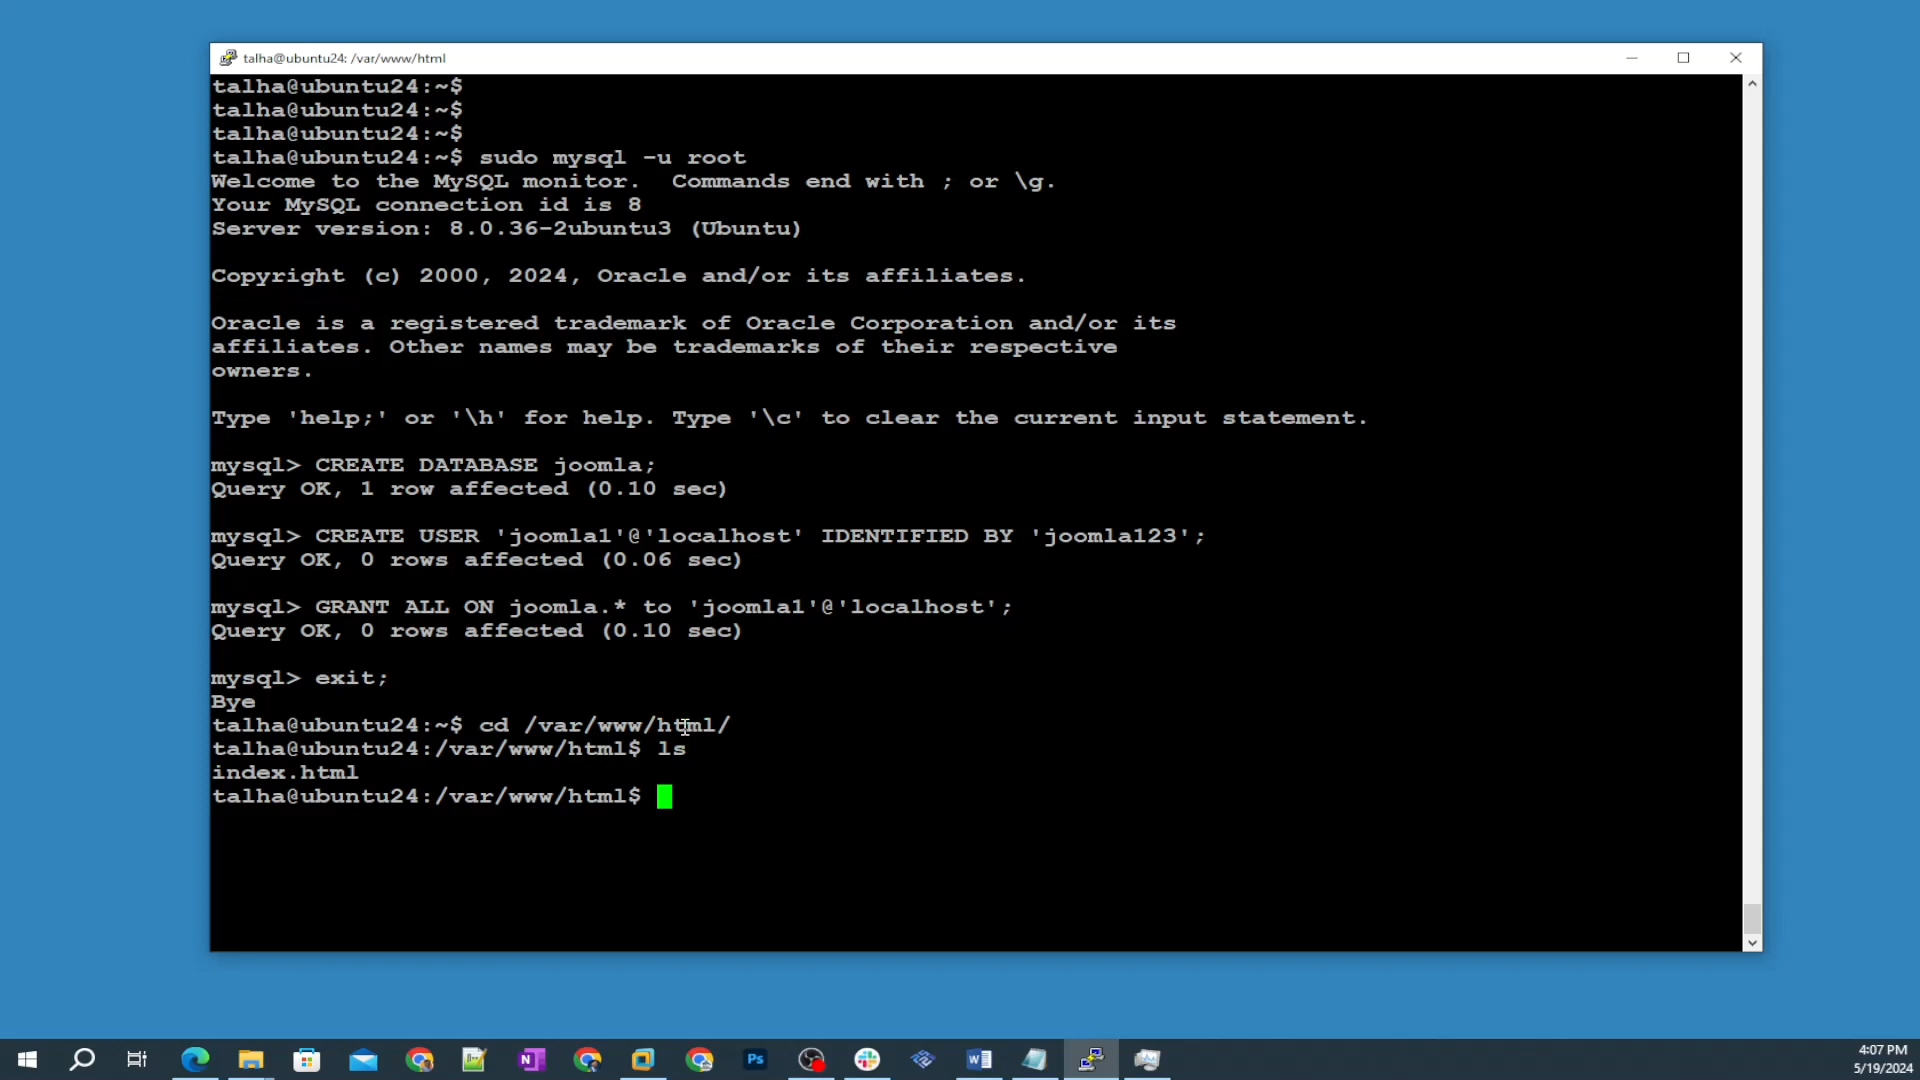 talha@ubuntu24: /var/www/html
talha@ubuntu24:~$
talha@ubuntu24:~$
talha@ubuntu24:~$
talha@ubuntu24:~$ sudo mysql -u root
Welcome to the MySQL monitor.  Commands end with ; or \g.
Your MySQL connection id is 8
Server version: 8.0.36-2ubuntu3 (Ubuntu)
Copyright (c) 2000, 2024, Oracle and/or its affiliates.
Oracle is a registered trademark of Oracle Corporation and/or its
affiliates. Other names may be trademarks of their respective
owners.
Type 'help;' or '\h' for help. Type '\c' to clear the current input statement.
mysql> CREATE DATABASE joomla;
Query OK, 1 row affected (0.10 sec)
mysql> CREATE USER 'joomla1'@'localhost' IDENTIFIED BY 'joomla123';
Query OK, 0 rows affected (0.06 sec)
mysql> GRANT ALL ON joomla.* to 'joomla1'@'localhost';
Query OK, 0 rows affected (0.10 sec)
mysql> exit;
Bye
talha@ubuntu24:~$ cd /var/www/html/
talha@ubuntu24:/var/www/html$ ls
index.html
talha@ubuntu24:/var/www/html$
N
Ps
W
4:07 PM
5/19/2024